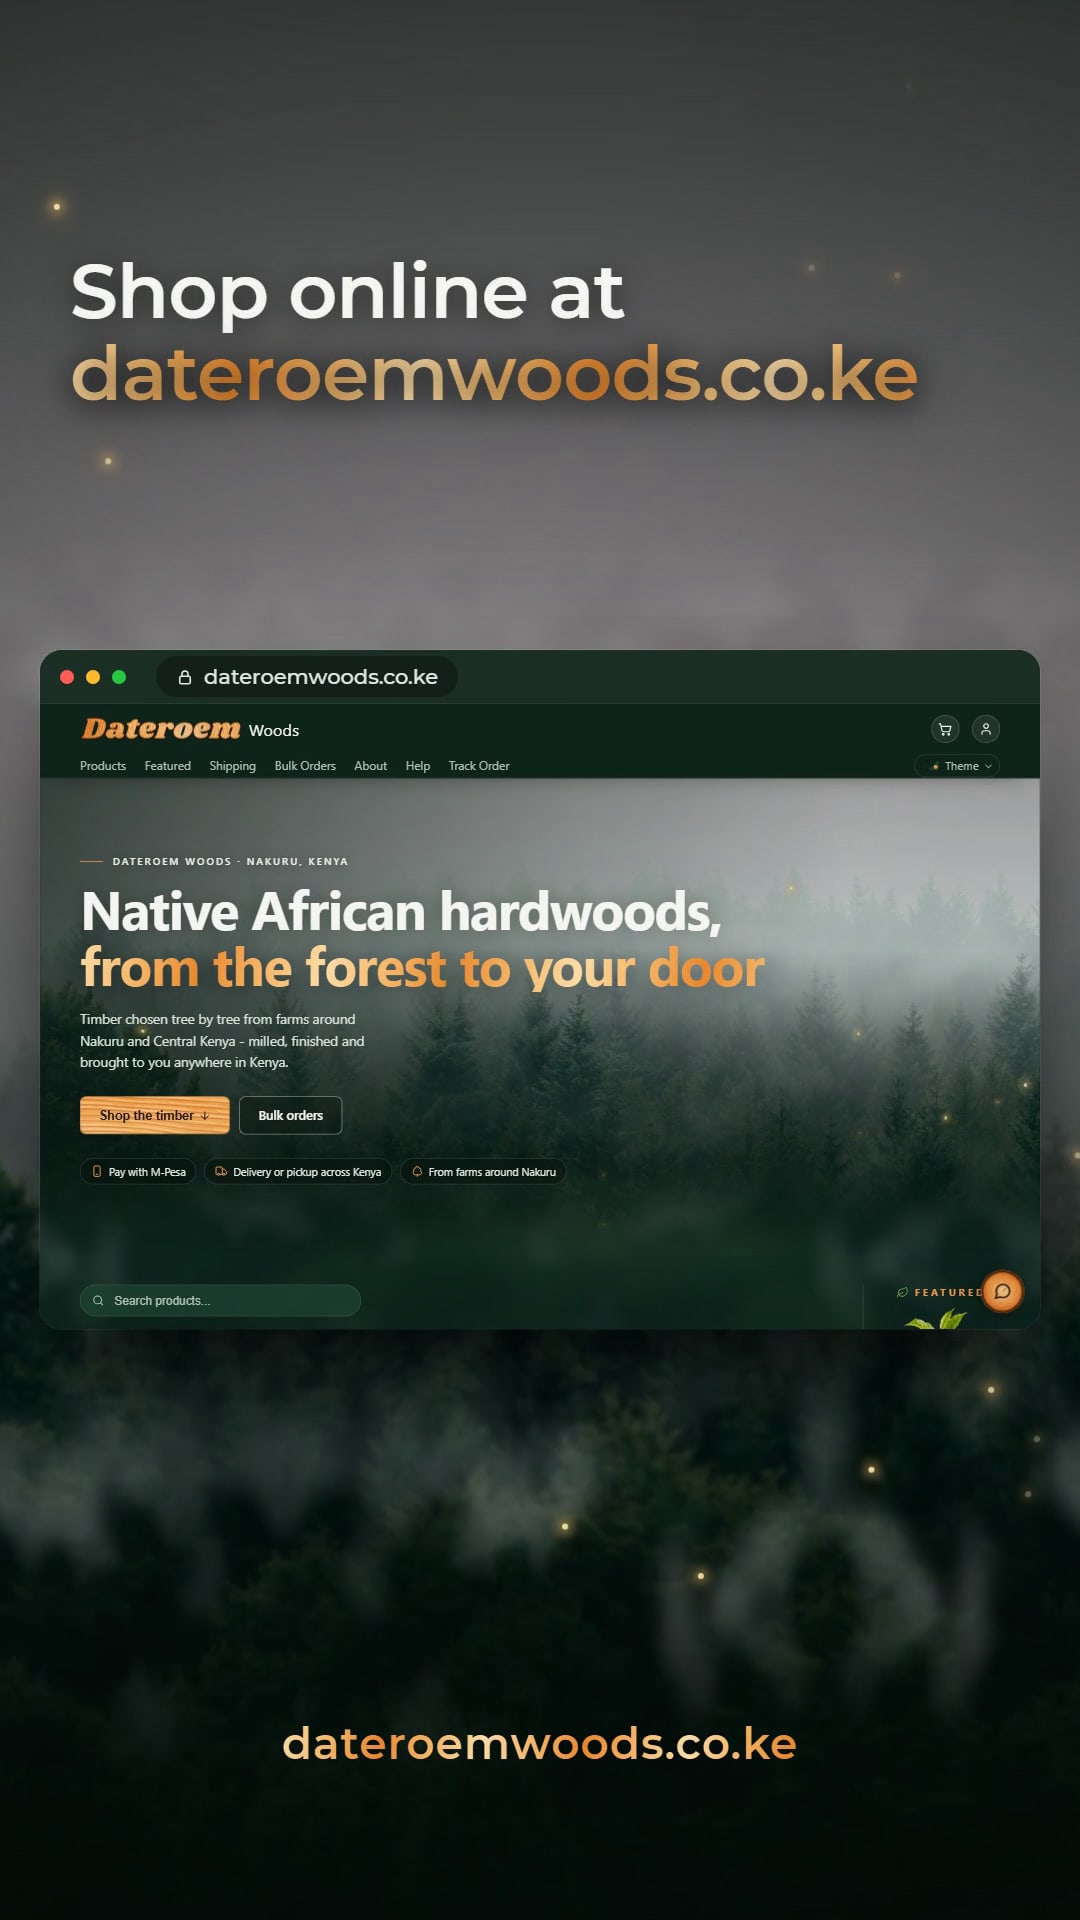 Shop online at
dateroemwoods.co.ke
dateroemwoods.co.ke
Dateroem Woods
Products Featured Shipping Bulk Orders About Help Track Order
Theme
DATEROEM WOODS - NAKURU, KENYA
Native African hardwoods,
from the forest to your door
Timber chosen tree by tree from farms around
Nakuru and Central Kenya - milled, finished and
brought to you anywhere in Kenya.
Shop the timber ↓ Bulk orders
Pay with M-Pesa Delivery or pickup across Kenya From farms around Nakuru
Search products...
FEATURED
dateroemwoods.co.ke